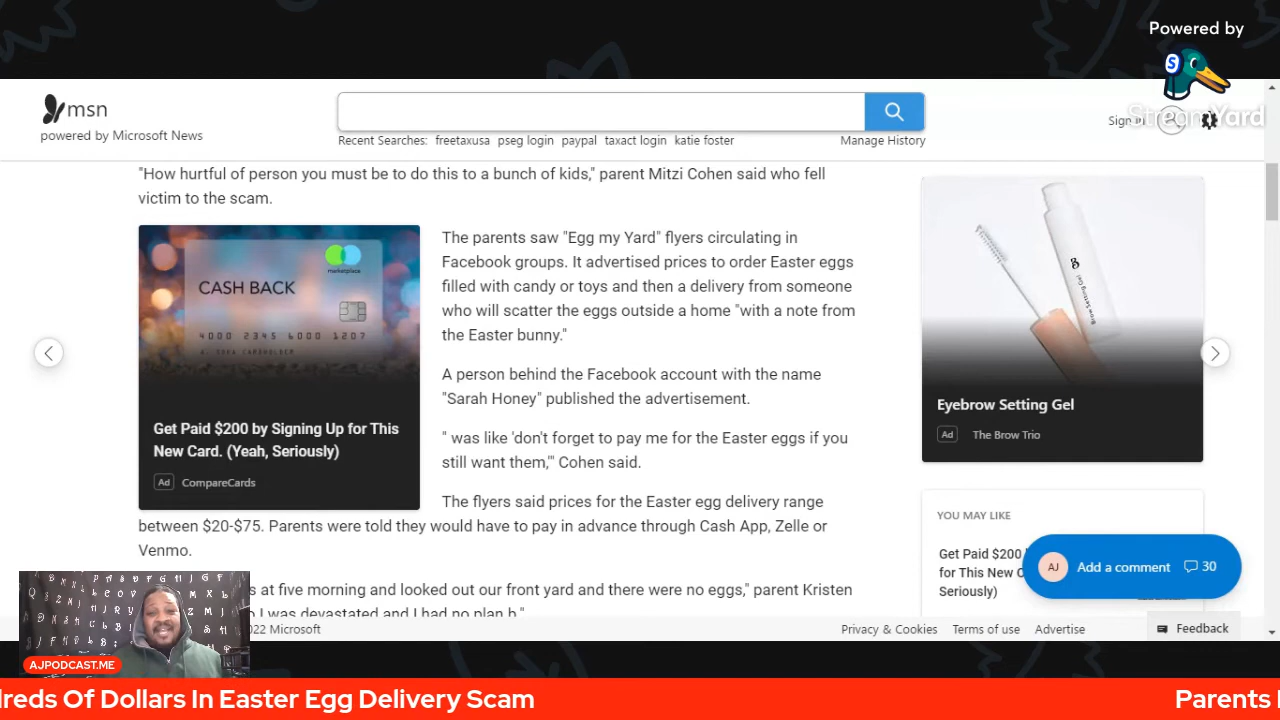 Powered by
S
StreamYard
msn
powered by Microsoft News
Recent Searches: freetaxusa pseg login paypal taxact login katie foster
Manage History
Sign in
"How hurtful of person you must be to do this to a bunch of kids," parent Mitzi Cohen said who fell
victim to the scam.
marketplace
CASH BACK
4000 2345 6000 1207
Get Paid $200 by Signing Up for This
New Card. (Yeah, Seriously)
Ad CompareCards
The parents saw "Egg my Yard" flyers circulating in
Facebook groups. It advertised prices to order Easter eggs
filled with candy or toys and then a delivery from someone
who will scatter the eggs outside a home "with a note from
the Easter bunny."
A person behind the Facebook account with the name
"Sarah Honey" published the advertisement.
" was like 'don't forget to pay me for the Easter eggs if you
still want them,'" Cohen said.
The flyers said prices for the Easter egg delivery range
between $20-$75. Parents were told they would have to pay in advance through Cash App, Zelle or
Venmo.
s at five morning and looked out our front yard and there were no eggs," parent Kristen
I was devastated and I had no plan b."
Brow Setting Gel
Eyebrow Setting Gel
Ad The Brow Trio
YOU MAY LIKE
Get Paid $200
for This New C
Seriously)
AJ Add a comment 30
022 Microsoft
Privacy & Cookies Terms of use Advertise
Feedback
AJPODCAST.ME
dreds Of Dollars In Easter Egg Delivery Scam
Parents